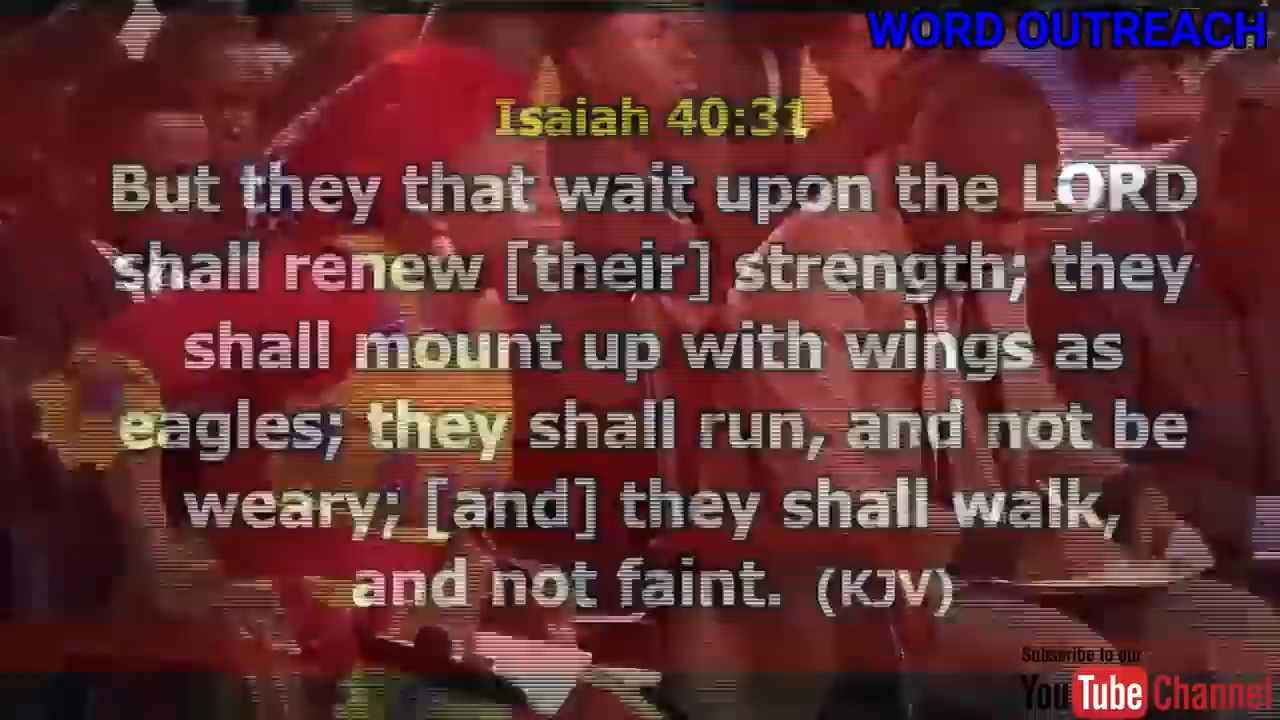 WORD OUTREACH
Isaiah 40:31
But they that wait upon the LORD
shall renew [their] strength; they
shall mount up with wings as
eagles; they shall run, and not be
weary; [and] they shall walk,
and not faint. (KJV)
Subscribe to our
YouTube Channel